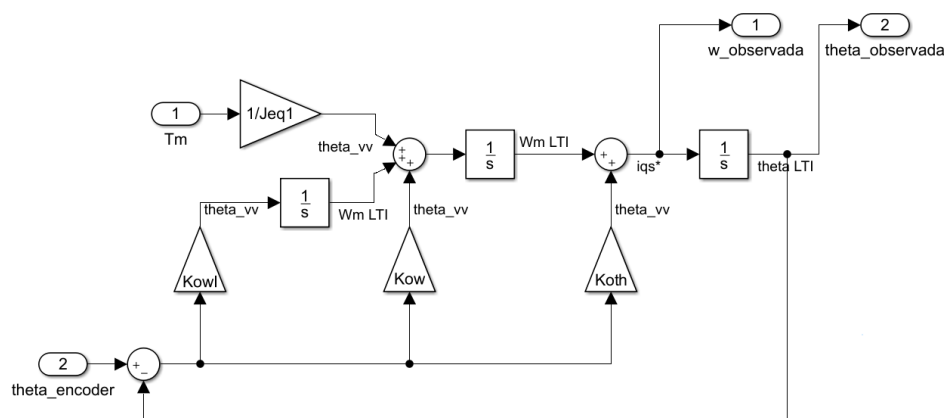 1
w_observada
2
theta_observada
1
Tm
1/Jeq1
theta_vv
+
+
+
1
s
Wm LTI
+
+
iqs*
1
s
theta LTI
theta_vv
1
s
Wm LTI
theta_vv
theta_vv
Kowl
Kow
Koth
2
theta_encoder
+
−